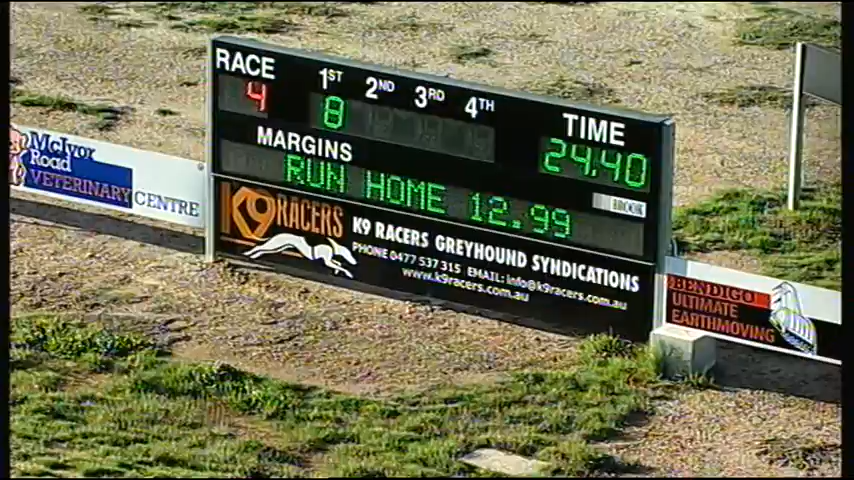 RACE 1ST 2ND 3RD 4TH TIME
4 8 24.40
MARGINS
RUN HOME 12.99
BROOK
McIvor
Road
VETERINARY CENTRE
K9 RACERS
K9 RACERS GREYHOUND SYNDICATIONS
PHONE 0477 537 315 EMAIL: info@k9racers.com.au
www.k9racers.com.au
BENDIGO
ULTIMATE
EARTHMOVING